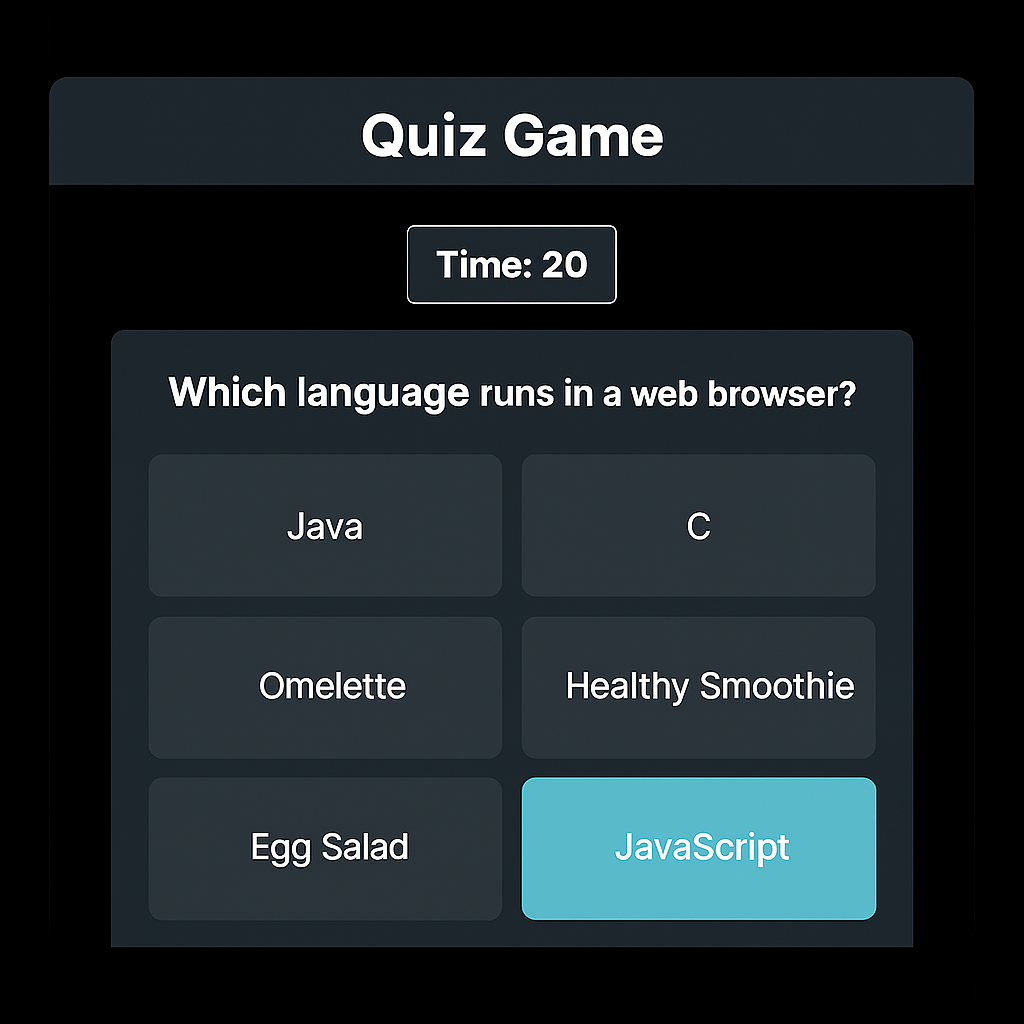 Quiz Game
Time: 20
Which language runs in a web browser?
Java
C
Omelette
Healthy Smoothie
Egg Salad
JavaScript